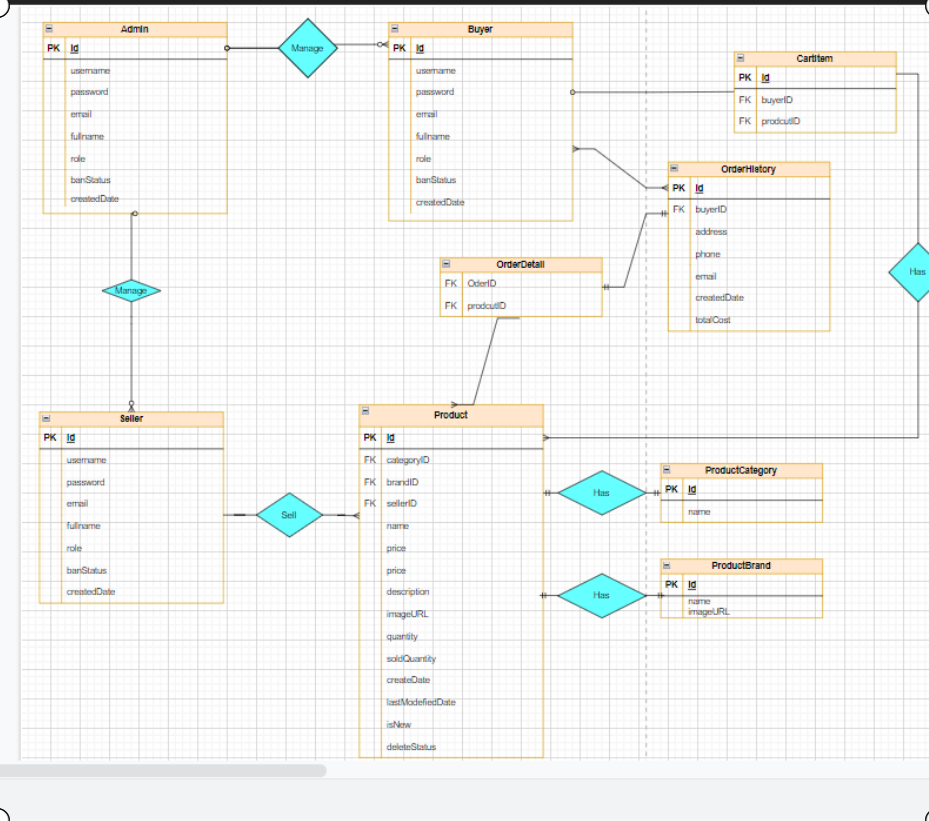 Admin
PK Id
username
password
email
fullname
role
banStatus
createdDate
Manage
Buyer
PK Id
username
password
email
fullname
role
banStatus
createdDate
CartItem
PK Id
FK buyerID
FK prodcutID
OrderHistory
PK Id
FK buyerID
address
phone
email
createdDate
totalCost
Has
OrderDetail
FK OderID
FK prodcutID
Manage
Seller
PK Id
username
password
email
fullname
role
banStatus
createdDate
Sell
Product
PK Id
FK categoryID
FK brandID
FK sellerID
name
price
price
description
imageURL
quantity
soldQuantity
createDate
lastModefiedDate
isNew
deleteStatus
Has
ProductCategory
PK Id
name
Has
ProductBrand
PK Id
name
imageURL